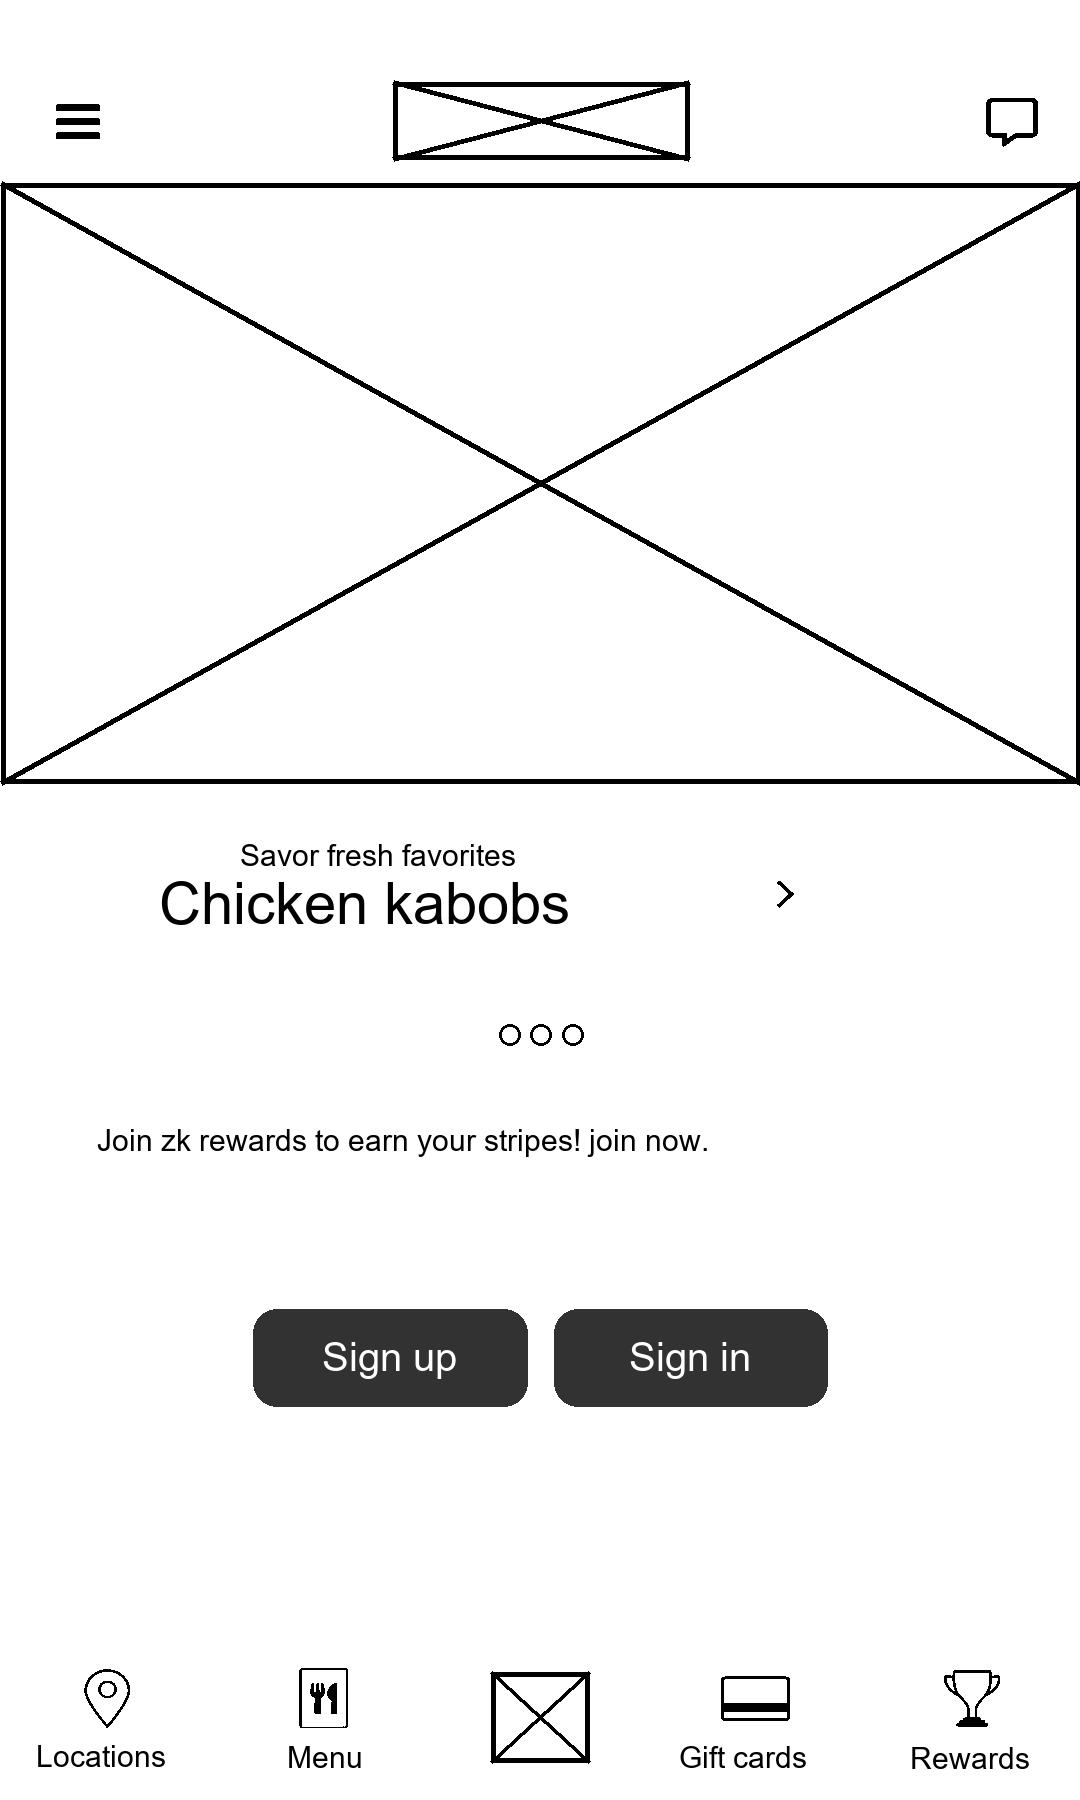 Savor fresh favorites
Chicken kabobs
Join zk rewards to earn your stripes! join now.
Sign up
Sign in
Locations
Menu
Gift cards
Rewards